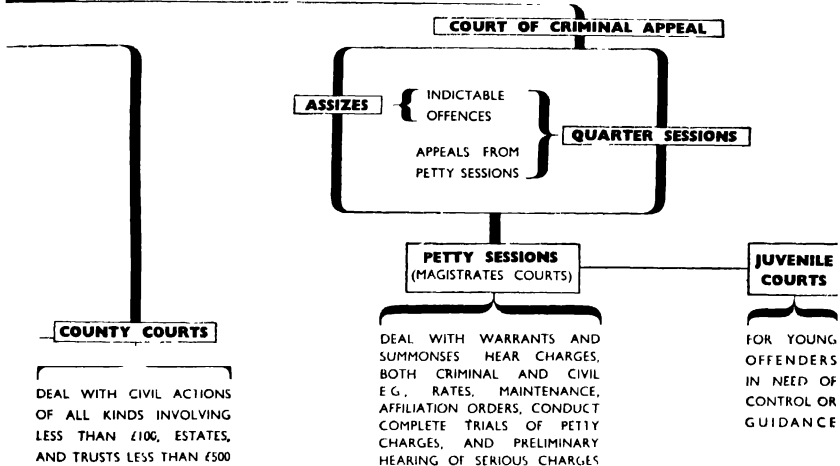 COURT OF CRIMINAL APPEAL
ASSIZES
INDICTABLE
OFFENCES
APPEALS FROM
PETTY SESSIONS
QUARTER SESSIONS
PETTY SESSIONS
(MAGISTRATES COURTS)
JUVENILE
COURTS
COUNTY COURTS
DEAL WITH CIVIL ACTIONS
OF ALL KINDS INVOLVING
LESS THAN £100, ESTATES,
AND TRUSTS LESS THAN £500
DEAL WITH WARRANTS AND
SUMMONSES HEAR CHARGES,
BOTH CRIMINAL AND CIVIL
E G , RATES, MAINTENANCE,
AFFILIATION ORDERS, CONDUCT
COMPLETE TRIALS OF PETTY
CHARGES, AND PRELIMINARY
HEARING OF SERIOUS CHARGES
FOR YOUNG
OFFENDERS
IN NEED OF
CONTROL OR
GUIDANCE